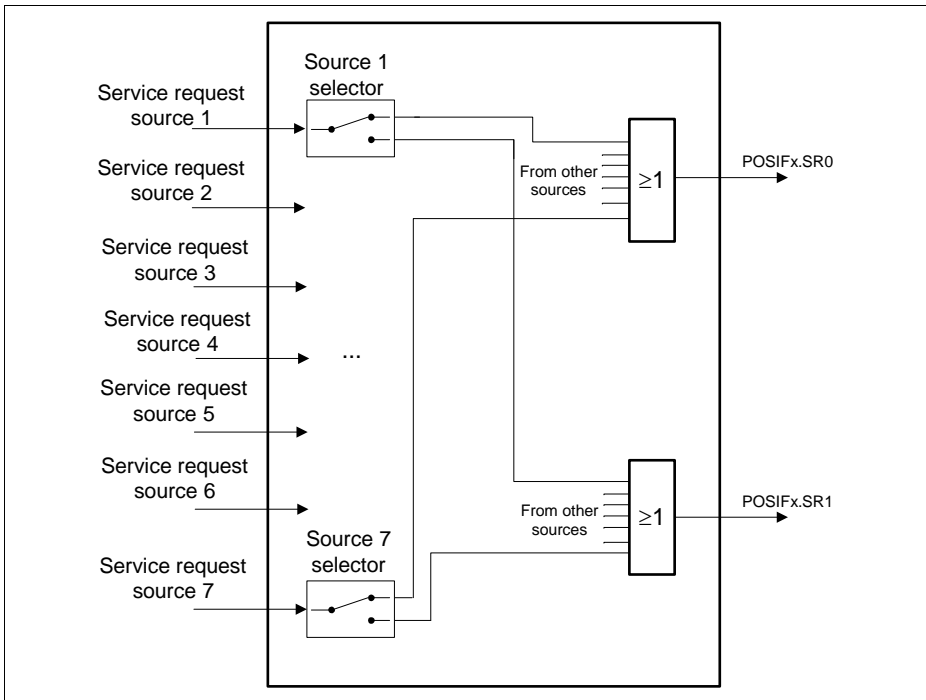 Source 1
selector
Service request
source 1
POSIFx.SR0
≥1
From other
sources
Service request
source 2
Service request
source 3
Service request
source 4
...
Service request
source 5
Service request
source 6
POSIFx.SR1
≥1
From other
sources
Source 7
selector
Service request
source 7